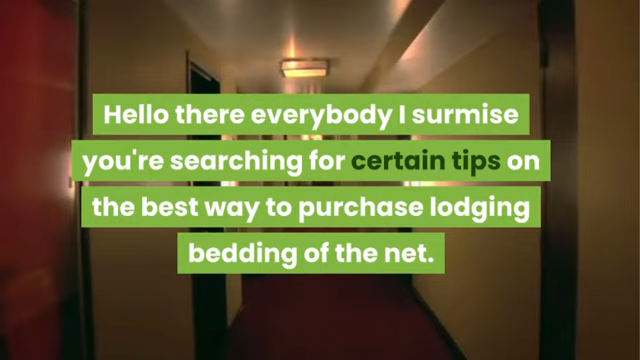 Hello there everybody I surmise
you're searching for certain tips on
the best way to purchase lodging
bedding of the net.